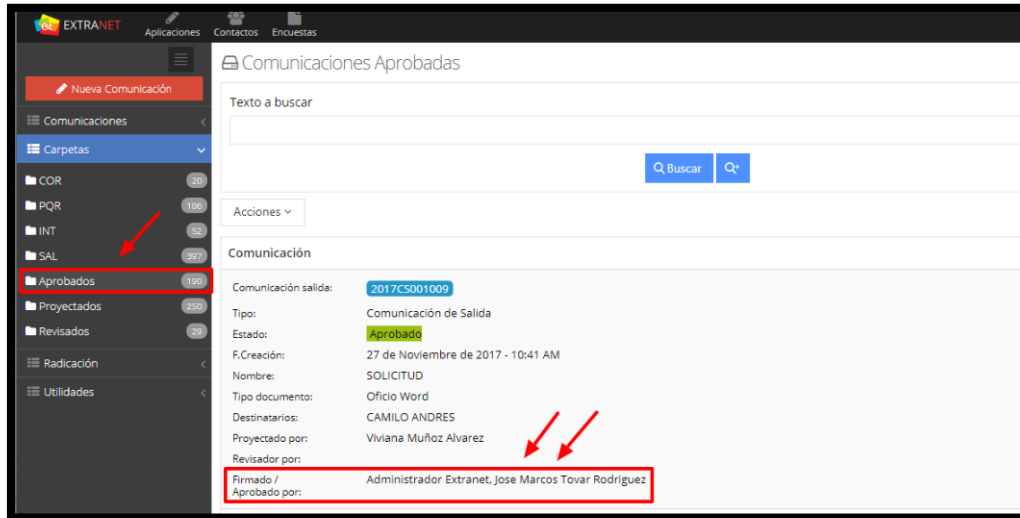 EXTRANET
Aplicaciones Contactos Encuestas
Nueva Comunicación
Comunicaciones
Carpetas
COR 20
PQR 106
INT 52
SAL 397
Aprobados 190
Proyectados 250
Revisados 29
Radicación
Utilidades
Comunicaciones Aprobadas
Texto a buscar
Buscar
Acciones
Comunicación
Comunicación salida: 2017CS001009
Tipo: Comunicación de Salida
Estado: Aprobado
F.Creación: 27 de Noviembre de 2017 - 10:41 AM
Nombre: SOLICITUD
Tipo documento: Oficio Word
Destinatarios: CAMILO ANDRES
Proyectado por: Viviana Muñoz Alvarez
Revisador por:
Firmado / Administrador Extranet, Jose Marcos Tovar Rodriguez
Aprobado por: